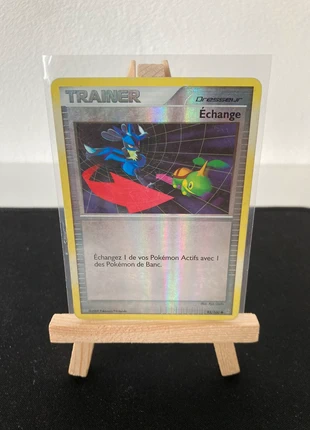 TRAINER
Dresseur
Échange
Échangez 1 de vos Pokémon Actifs avec 1
des Pokémon de Banc.